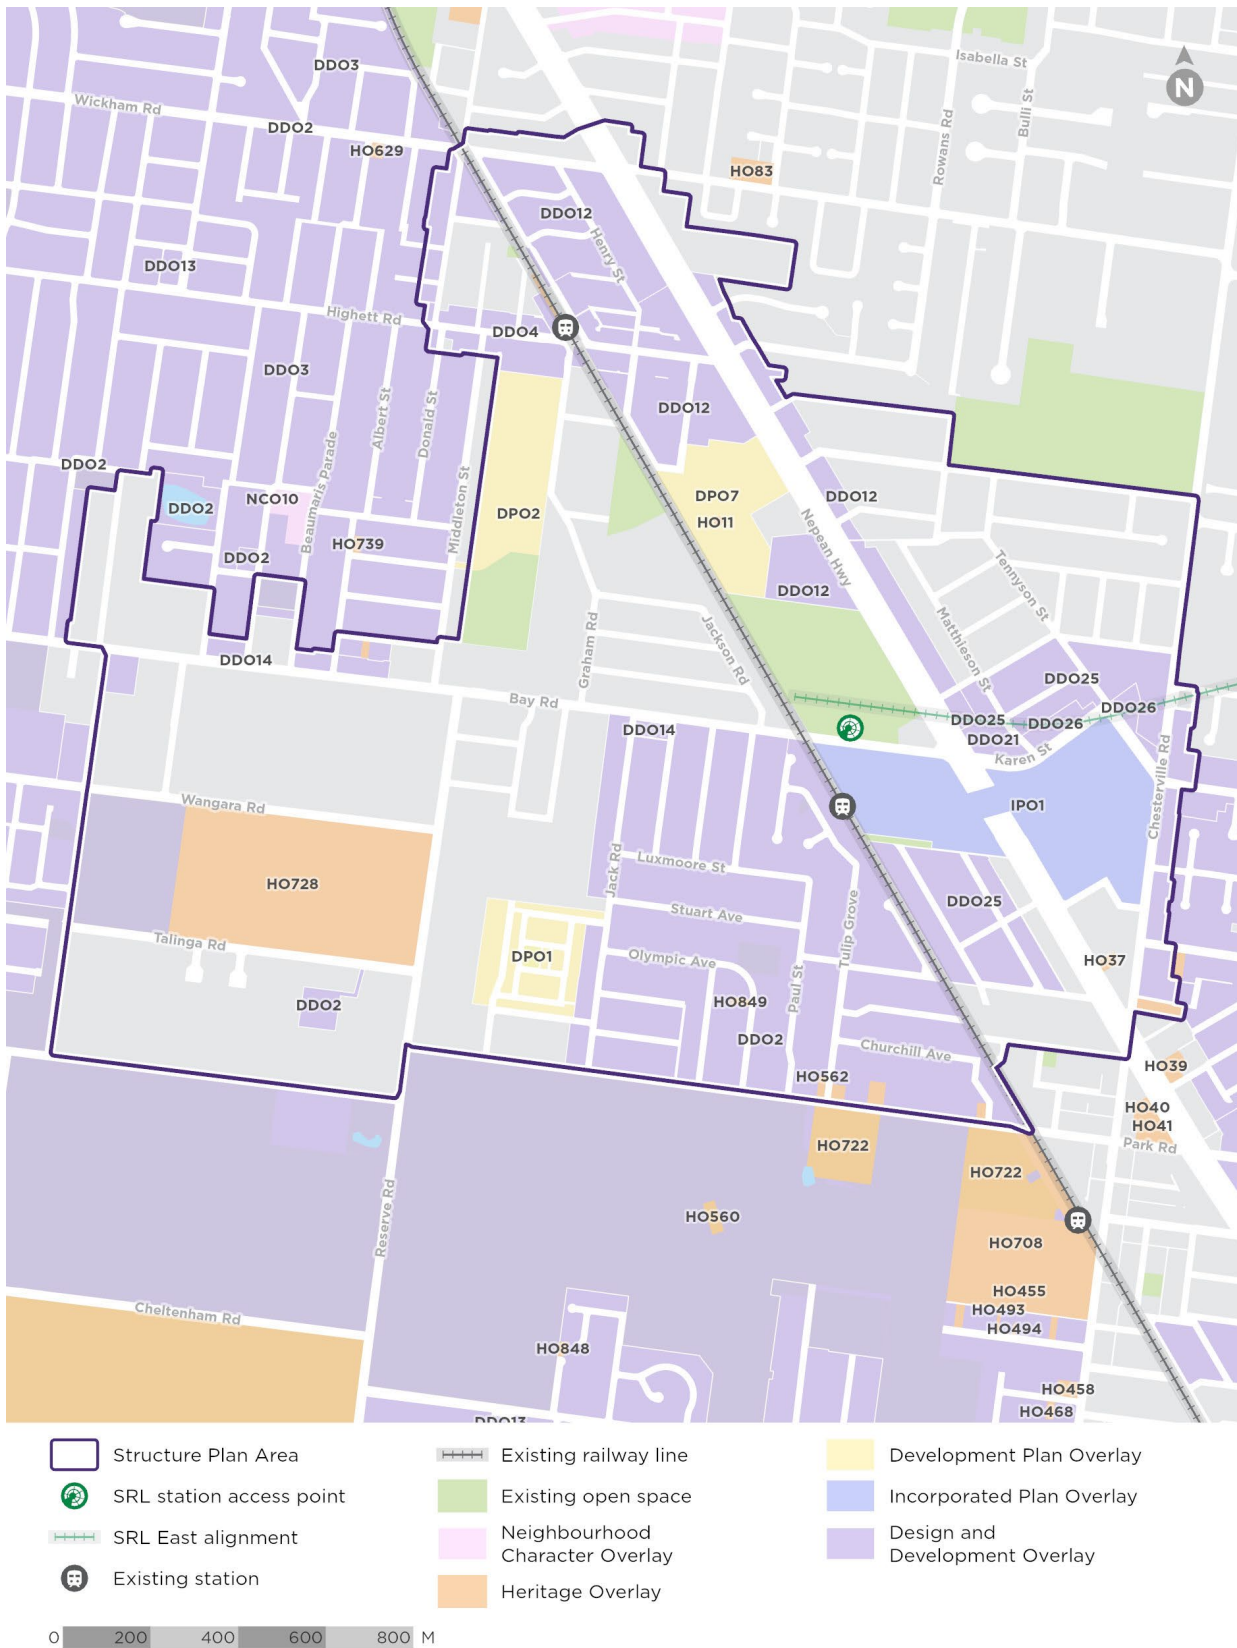 Isabella St
DDO3
N
Wickham Rd
Bulli St
DDO2
Rowans Rd
HO629
HO83
DDO12
Henry St
DDO13
Highett Rd
DDO4
DDO3
Albert St
Donald St
DDO12
DDO2
Beaumaris Parade
Middleton St
NCO10
DPO7
DDO12
DDO2
DPO2
HO11
Nepean Hwy
HO739
DDO2
Tennyson St
DDO12
Matthieson St
Graham Rd
Jackson Rd
DDO14
DDO25
Bay Rd
DDO26
DDO25
DDO26
DDO14
DDO21
Karen St
Chesterville Rd
Wangara Rd
IPO1
Jack Rd
Luxmoore St
HO728
DDO25
Stuart Ave
Tulip Grove
Talinga Rd
DPO1
Olympic Ave
HO37
Paul St
DDO2
HO849
DDO2
Churchill Ave
HO562
HO39
HO40
HO41
HO722
Park Rd
HO722
Reserve Rd
HO560
HO708
HO455
Cheltenham Rd
HO493
HO494
HO848
HO458
HO468
DDO13
Structure Plan Area
SRL station access point
SRL East alignment
Existing station
Existing railway line
Existing open space
Neighbourhood
Character Overlay
Heritage Overlay
Development Plan Overlay
Incorporated Plan Overlay
Design and
Development Overlay
0 200 400 600 800 M